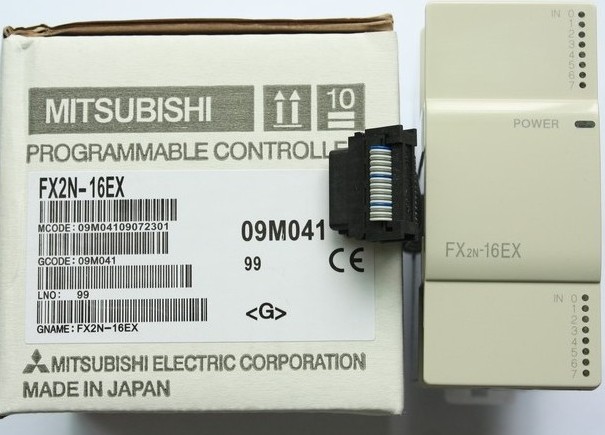 MITSUBISHI
10
PROGRAMMABLE CONTROLLE
FX2N-16EX
MCODE: 09M04109072301
GCODE: 09M041
LNO: 99
GNAME: FX2N-16EX
09M041
99
CE
<G>
MITSUBISHI ELECTRIC CORPORATION
MADE IN JAPAN
IN 0
1
2
3
4
5
6
7
POWER
FX2N-16EX
IN 0
1
2
3
4
5
6
7